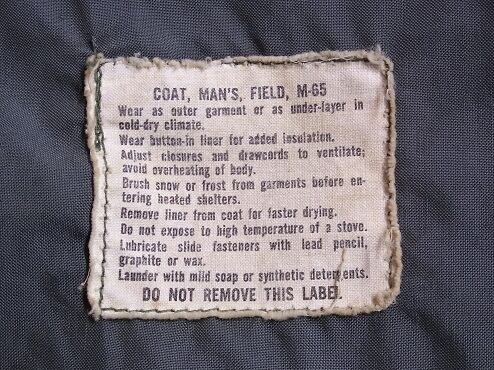 COAT, MAN'S, FIELD, M-65
Wear as outer garment or as under-layer in
cold-dry climate.
Wear button-in liner for added insulation.
Adjust closures and drawcords to ventilate;
avoid overheating of body.
Brush snow or frost from garments before en-
tering heated shelters.
Remove liner from coat for faster drying.
Do not expose to high temperature of a stove.
Lubricate slide fasteners with lead pencil,
graphite or wax.
Launder with mild soap or synthetic detergents.
DO NOT REMOVE THIS LABEL.